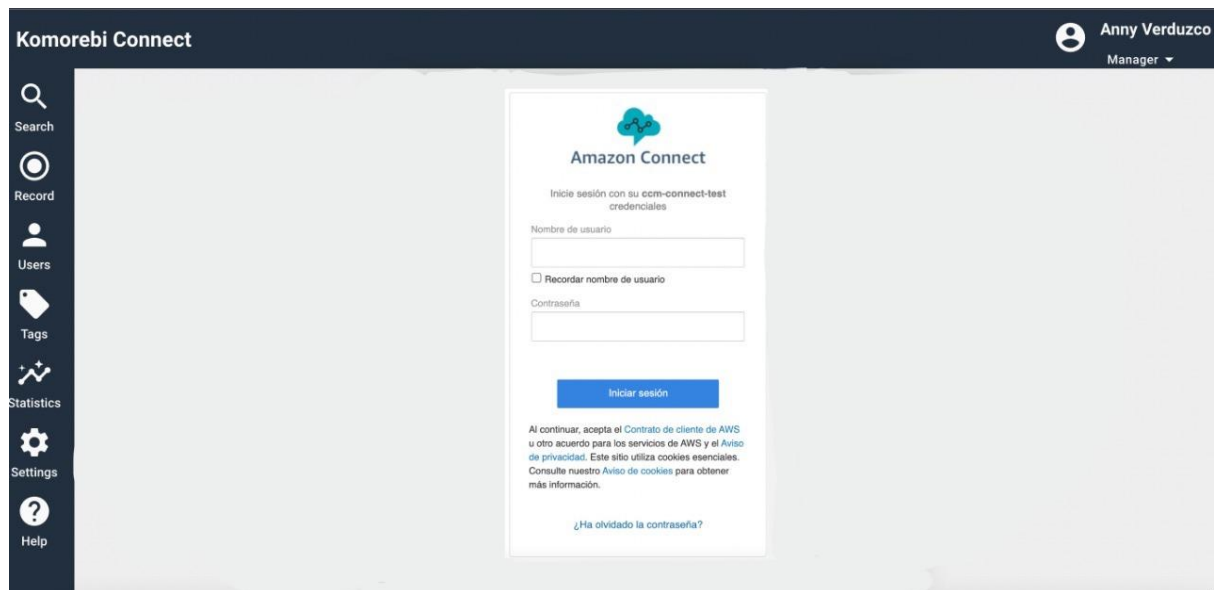 Komorebi Connect
Anny Verduzco
Manager
Search
Record
Users
Tags
Statistics
Settings
Help
Amazon Connect
Inicie sesión con su ccm-connect-test
credenciales
Nombre de usuario
Recordar nombre de usuario
Contraseña
Iniciar sesión
Al continuar, acepta el Contrato de cliente de AWS
u otro acuerdo para los servicios de AWS y el Aviso
de privacidad. Este sitio utiliza cookies esenciales.
Consulte nuestro Aviso de cookies para obtener
más información.
¿Ha olvidado la contraseña?